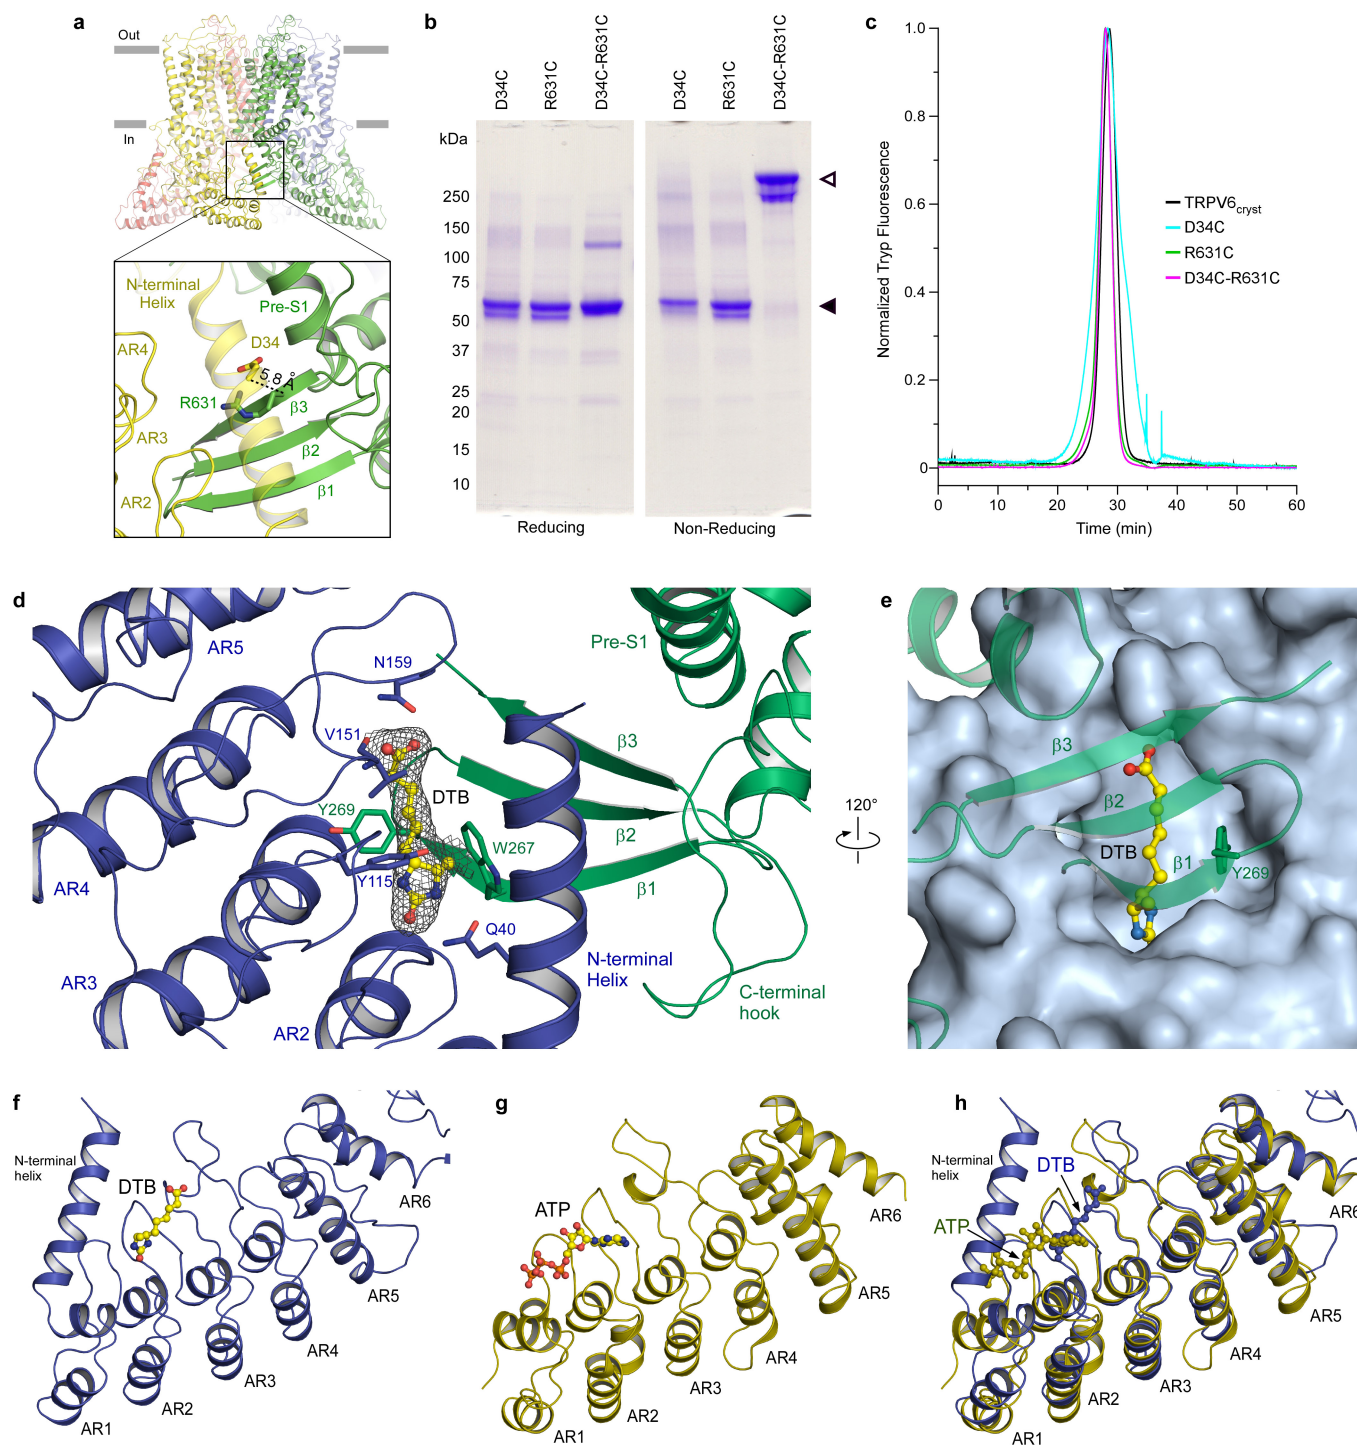 a
Out
In
N-terminal
Helix
Pre-S1
AR4
D34
5.8 Å
R631
β3
AR3
β2
AR2
β1
b
D34C
R631C
D34C-R631C
D34C
R631C
D34C-R631C
kDa
250
150
100
75
50
37
25
20
15
10
Reducing
Non-Reducing
c
Normalized Tryp Fluorescence
1.0
0.8
0.6
0.4
0.2
0
0
10
20
30
40
50
60
Time (min)
TRPV6cryst
D34C
R631C
D34C-R631C
d
AR5
N159
Pre-S1
V151
β3
DTB
Y269
β2
W267
Y115
β1
AR4
Q40
N-terminal
Helix
AR3
C-terminal
hook
AR2
120°
e
β3
β2
DTB
β1
Y269
f
N-terminal
helix
DTB
AR6
AR5
AR4
AR3
AR2
AR1
g
ATP
AR6
AR5
AR4
AR3
AR2
AR1
h
N-terminal
helix
DTB
ATP
AR6
AR5
AR4
AR3
AR2
AR1